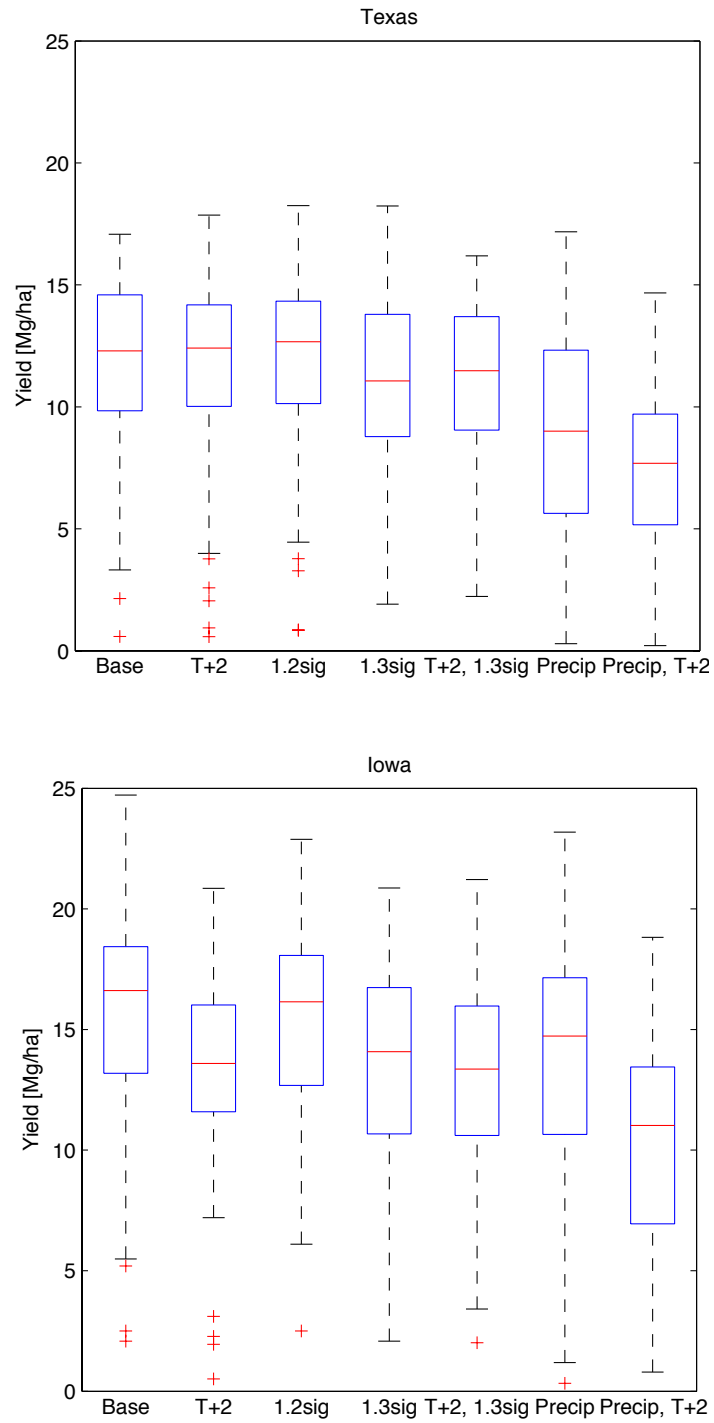 Texas
25
20
15
10
5
0
Yield [Mg/ha]
Base T+2 1.2sig 1.3sig T+2, 1.3sig Precip Precip, T+2
Iowa
25
20
15
10
5
0
Yield [Mg/ha]
Base T+2 1.2sig 1.3sig T+2, 1.3sig Precip Precip, T+2